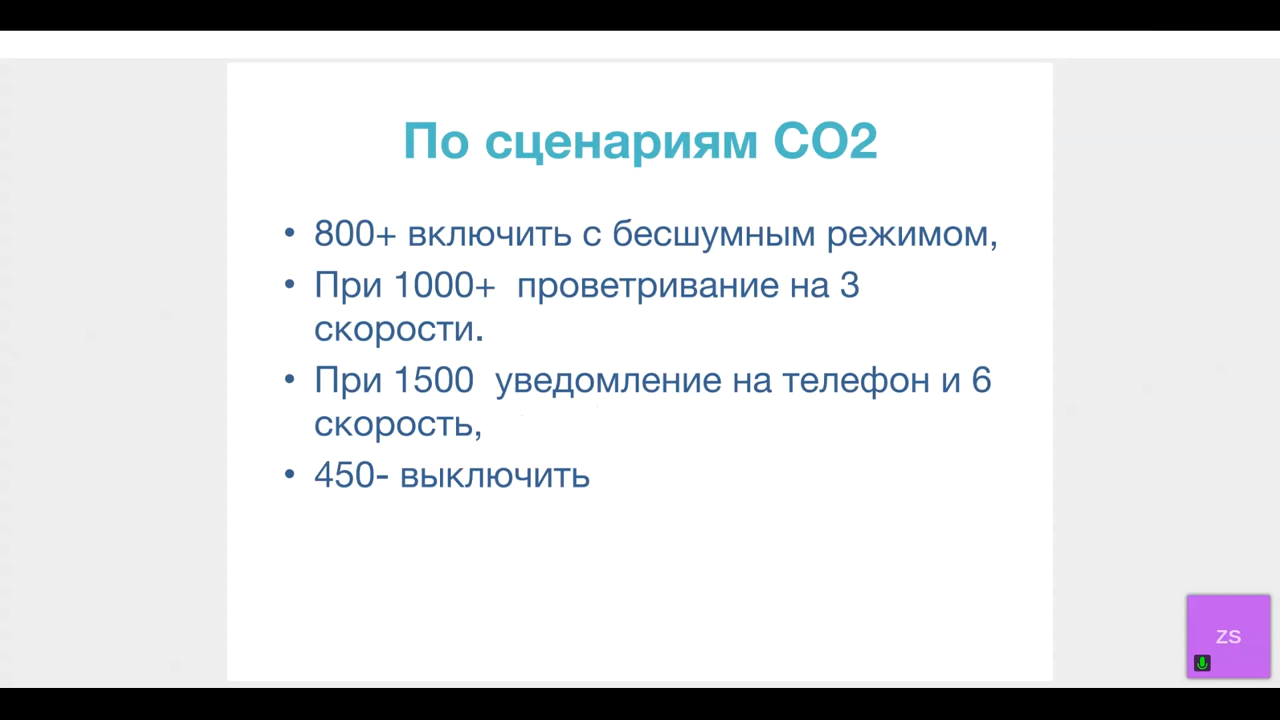 По сценариям СО2
• 800+ включить с бесшумным режимом,
• При 1000+  проветривание на 3
скорости.
• При 1500  уведомление на телефон и 6
скорость,
• 450- выключить
ZS